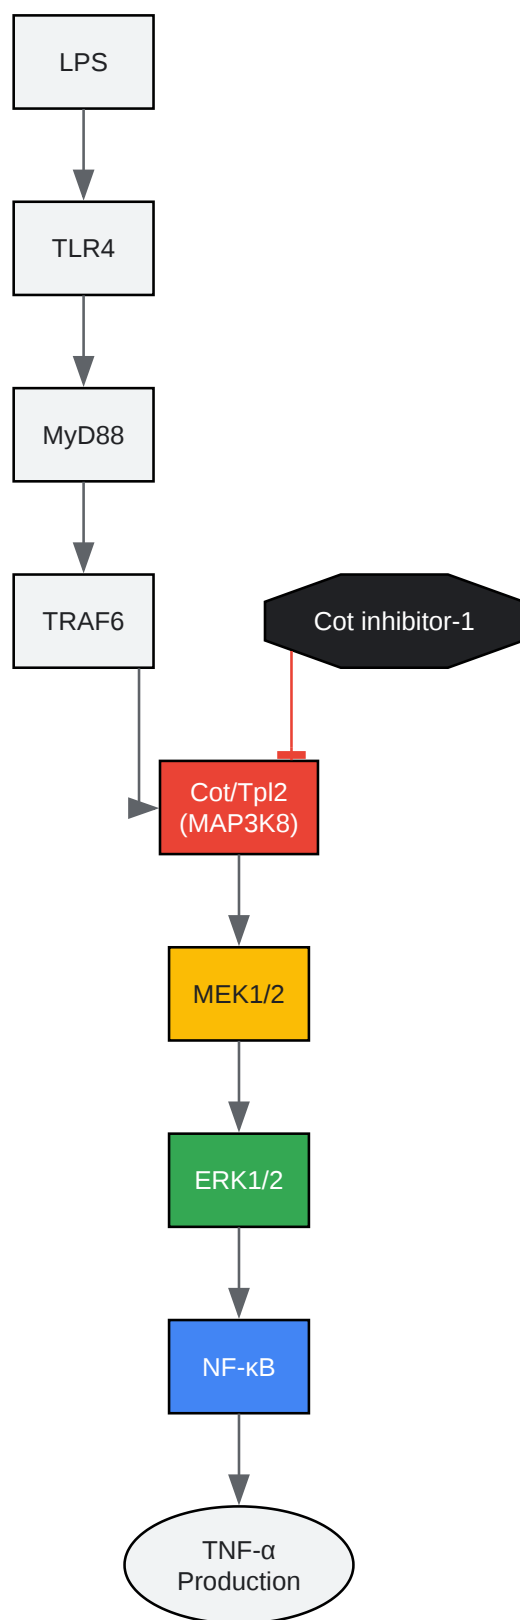 LPS
TLR4
MyD88
TRAF6
Cot inhibitor-1
Cot/Tpl2
(MAP3K8)
MEK1/2
ERK1/2
NF-κB
TNF-α
Production